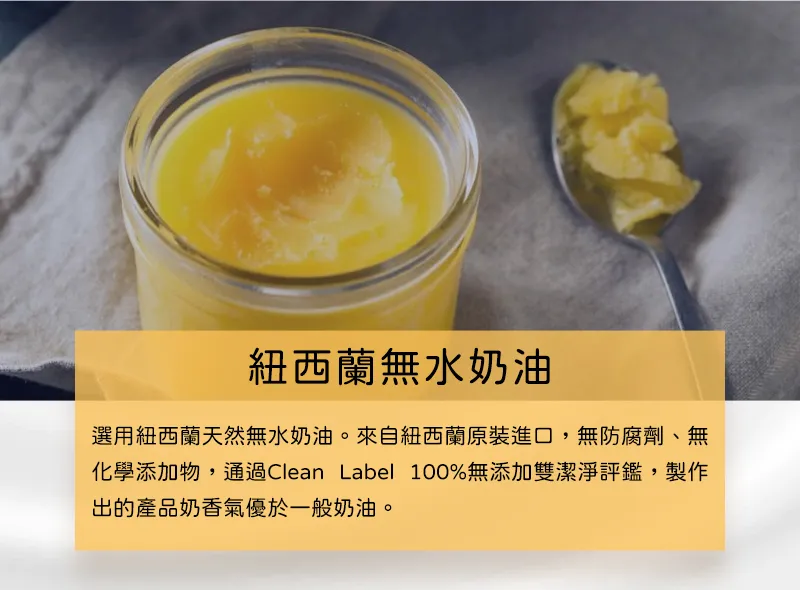 紐西蘭無水奶油
選用紐西蘭天然無水奶油。來自紐西蘭原裝進口，無防腐劑、無
化學添加物，通過Clean Label 100%無添加雙潔淨評鑑，製作
出的產品奶香氣優於一般奶油。